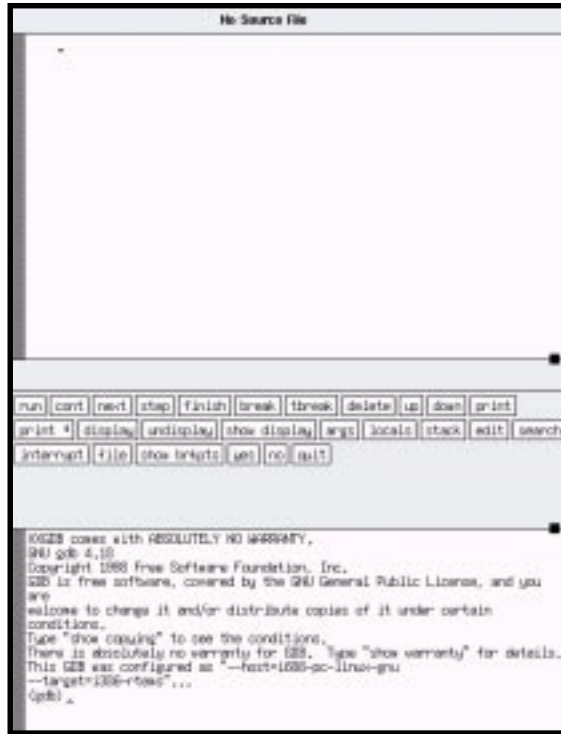 No Source File
run cont next step finish break tbreak delete up down print
print * display undisplay show display args locals stack edit search
interrupt file show brkpts yes no quit
XXGDB comes with ABSOLUTELY NO WARRANTY.
GNU gdb 4.18
Copyright 1998 Free Software Foundation, Inc.
GDB is free software, covered by the GNU General Public License, and you
are
welcome to change it and/or distribute copies of it under certain
conditions.
Type "show copying" to see the conditions.
There is absolutely no warranty for GDB.  Type "show warranty" for details.
This GDB was configured as "--host=i686-pc-linux-gnu
--target=i386-rtems"...
(gdb)